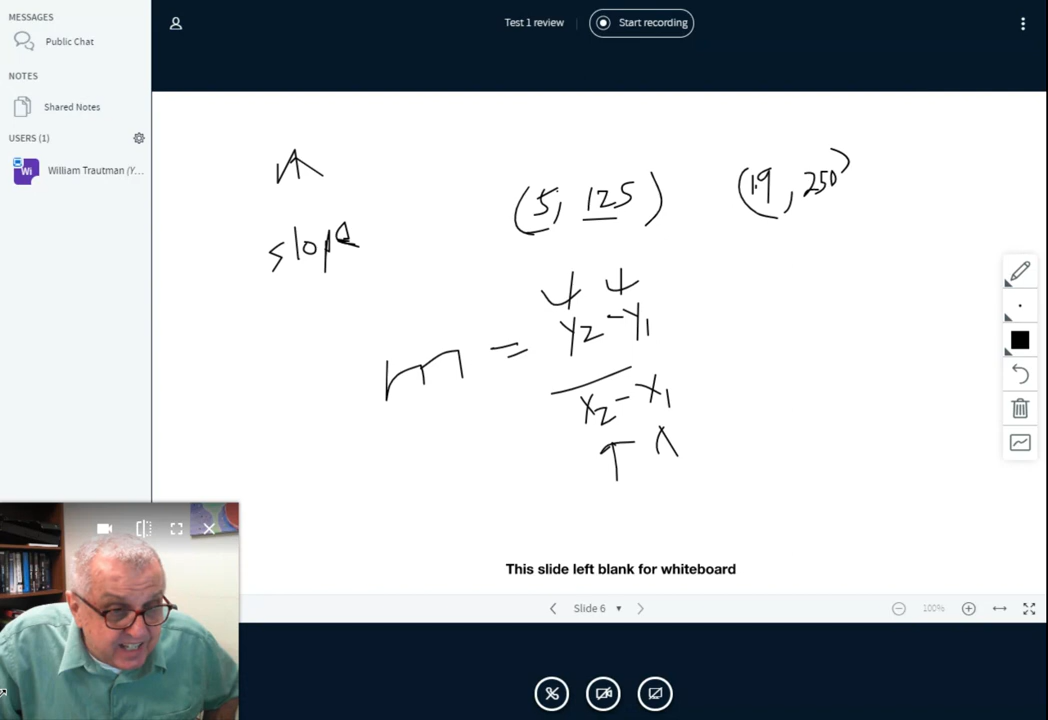 MESSAGES
Public Chat
NOTES
Shared Notes
USERS (1)
Wi
William Trautman (Y...
Test 1 review
Start recording
slope
(5, 125)
(19, 250)
m = y2 - y1
x2 - x1
This slide left blank for whiteboard
Slide 6
100%